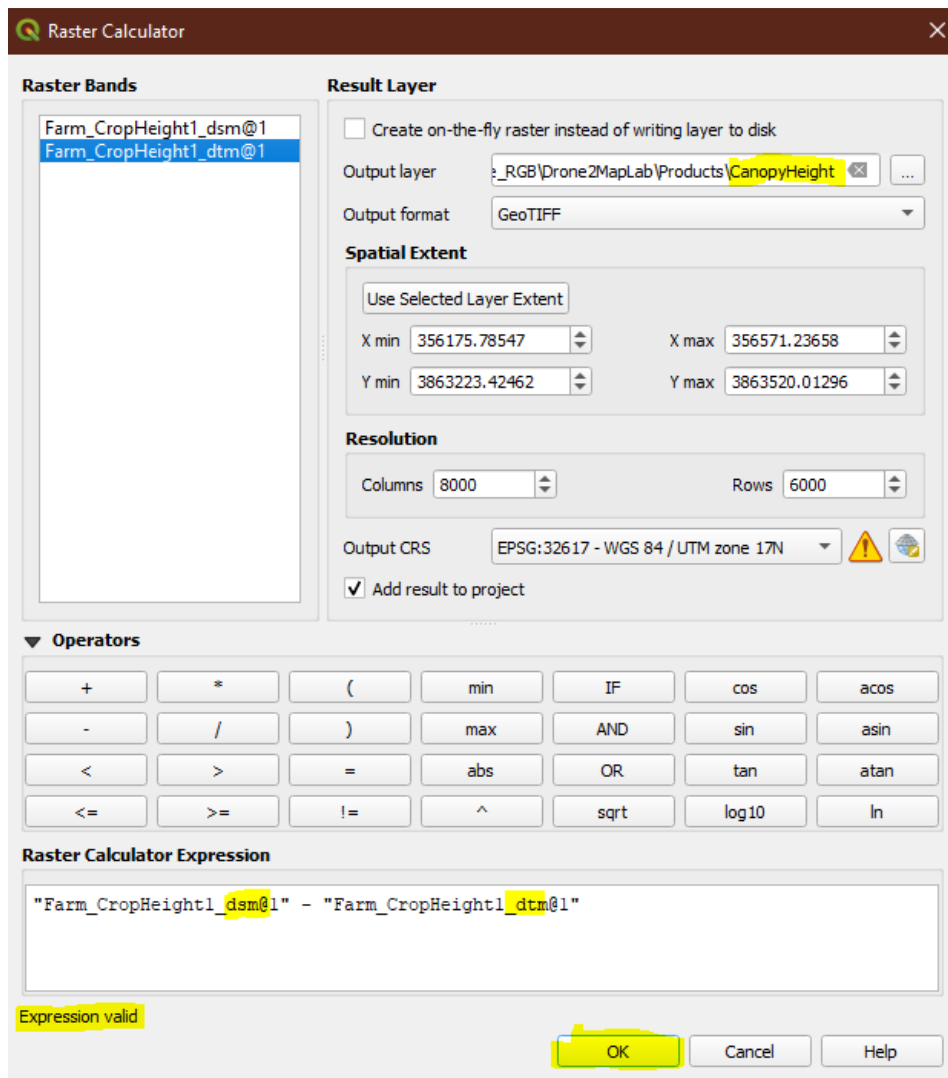 Raster Calculator
Raster Bands
Farm_CropHeight1_dsm@1
Farm_CropHeight1_dtm@1
Result Layer
Create on-the-fly raster instead of writing layer to disk
Output layer e_RGB\Drone2MapLab\Products\CanopyHeight ...
Output format GeoTIFF
Spatial Extent
Use Selected Layer Extent
X min 356175.78547 X max 356571.23658
Y min 3863223.42462 Y max 3863520.01296
Resolution
Columns 8000 Rows 6000
Output CRS EPSG:32617 - WGS 84 / UTM zone 17N
Add result to project
Operators
+ * ( min IF cos acos
- / ) max AND sin asin
< > = abs OR tan atan
<= >= != ^ sqrt log10 ln
Raster Calculator Expression
"Farm_CropHeight1_dsm@1" - "Farm_CropHeight1_dtm@1"
Expression valid
OK Cancel Help